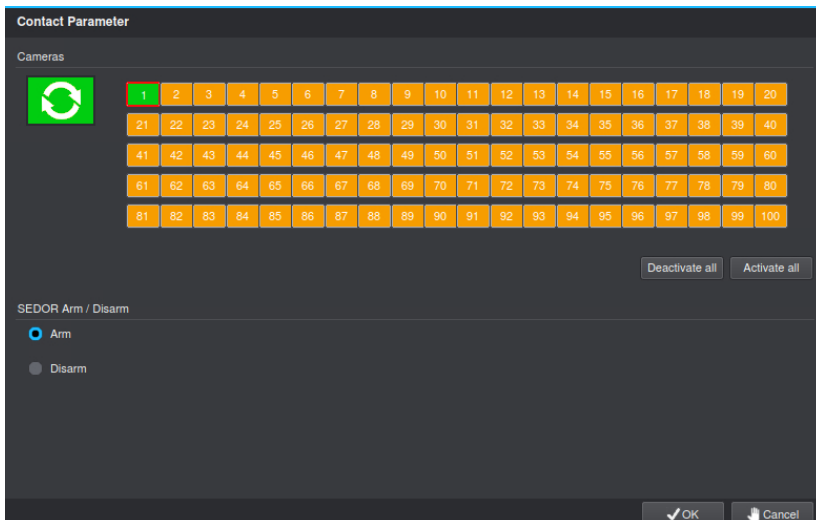 Contact Parameter
Cameras
1 2 3 4 5 6 7 8 9 10 11 12 13 14 15 16 17 18 19 20
21 22 23 24 25 26 27 28 29 30 31 32 33 34 35 36 37 38 39 40
41 42 43 44 45 46 47 48 49 50 51 52 53 54 55 56 57 58 59 60
61 62 63 64 65 66 67 68 69 70 71 72 73 74 75 76 77 78 79 80
81 82 83 84 85 86 87 88 89 90 91 92 93 94 95 96 97 98 99 100
Deactivate all Activate all
SEDOR Arm / Disarm
Arm
Disarm
OK Cancel